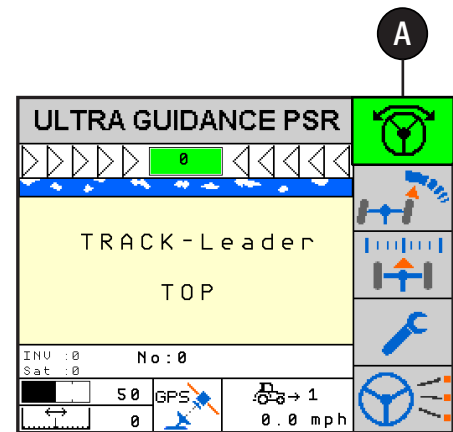 A
ULTRA GUIDANCE PSR
0
TRACK-Leader
TOP
INV :0
Sat :0
No:0
50
GPS
→ 1
0
0.0 mph